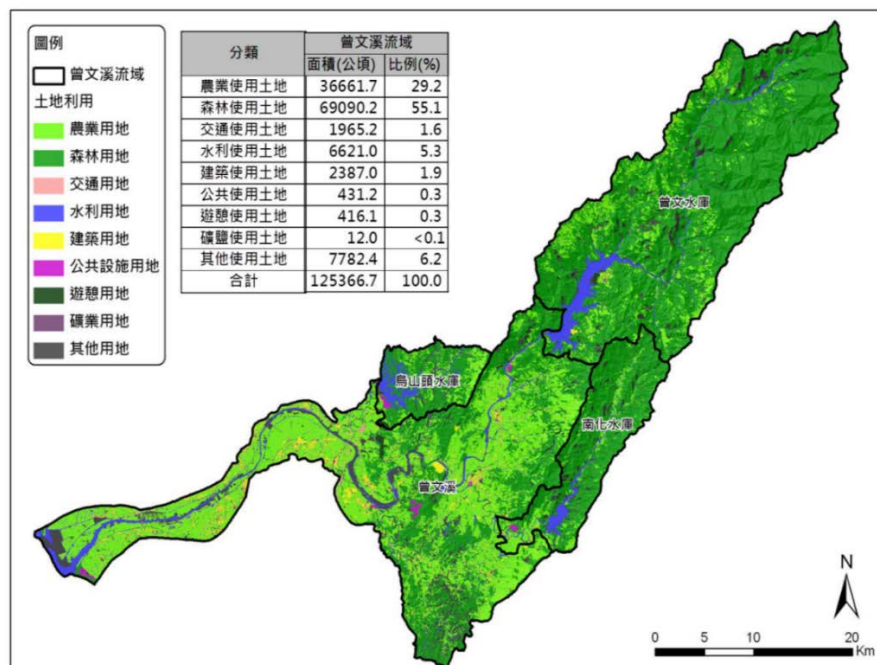 圖例
曾文溪流域
土地利用
農業用地
森林用地
交通用地
水利用地
建築用地
公共設施用地
遊憩用地
礦業用地
其他用地
分類 曾文溪流域
面積(公頃) 比例(%)
農業使用土地 36661.7 29.2
森林使用土地 69090.2 55.1
交通使用土地 1965.2 1.6
水利使用土地 6621.0 5.3
建築使用土地 2387.0 1.9
公共使用土地 431.2 0.3
遊憩使用土地 416.1 0.3
礦鹽使用土地 12.0 <0.1
其他使用土地 7782.4 6.2
合計 125366.7 100.0
曾文水庫
烏山頭水庫
南化水庫
曾文溪
N
0 5 10 20
Km